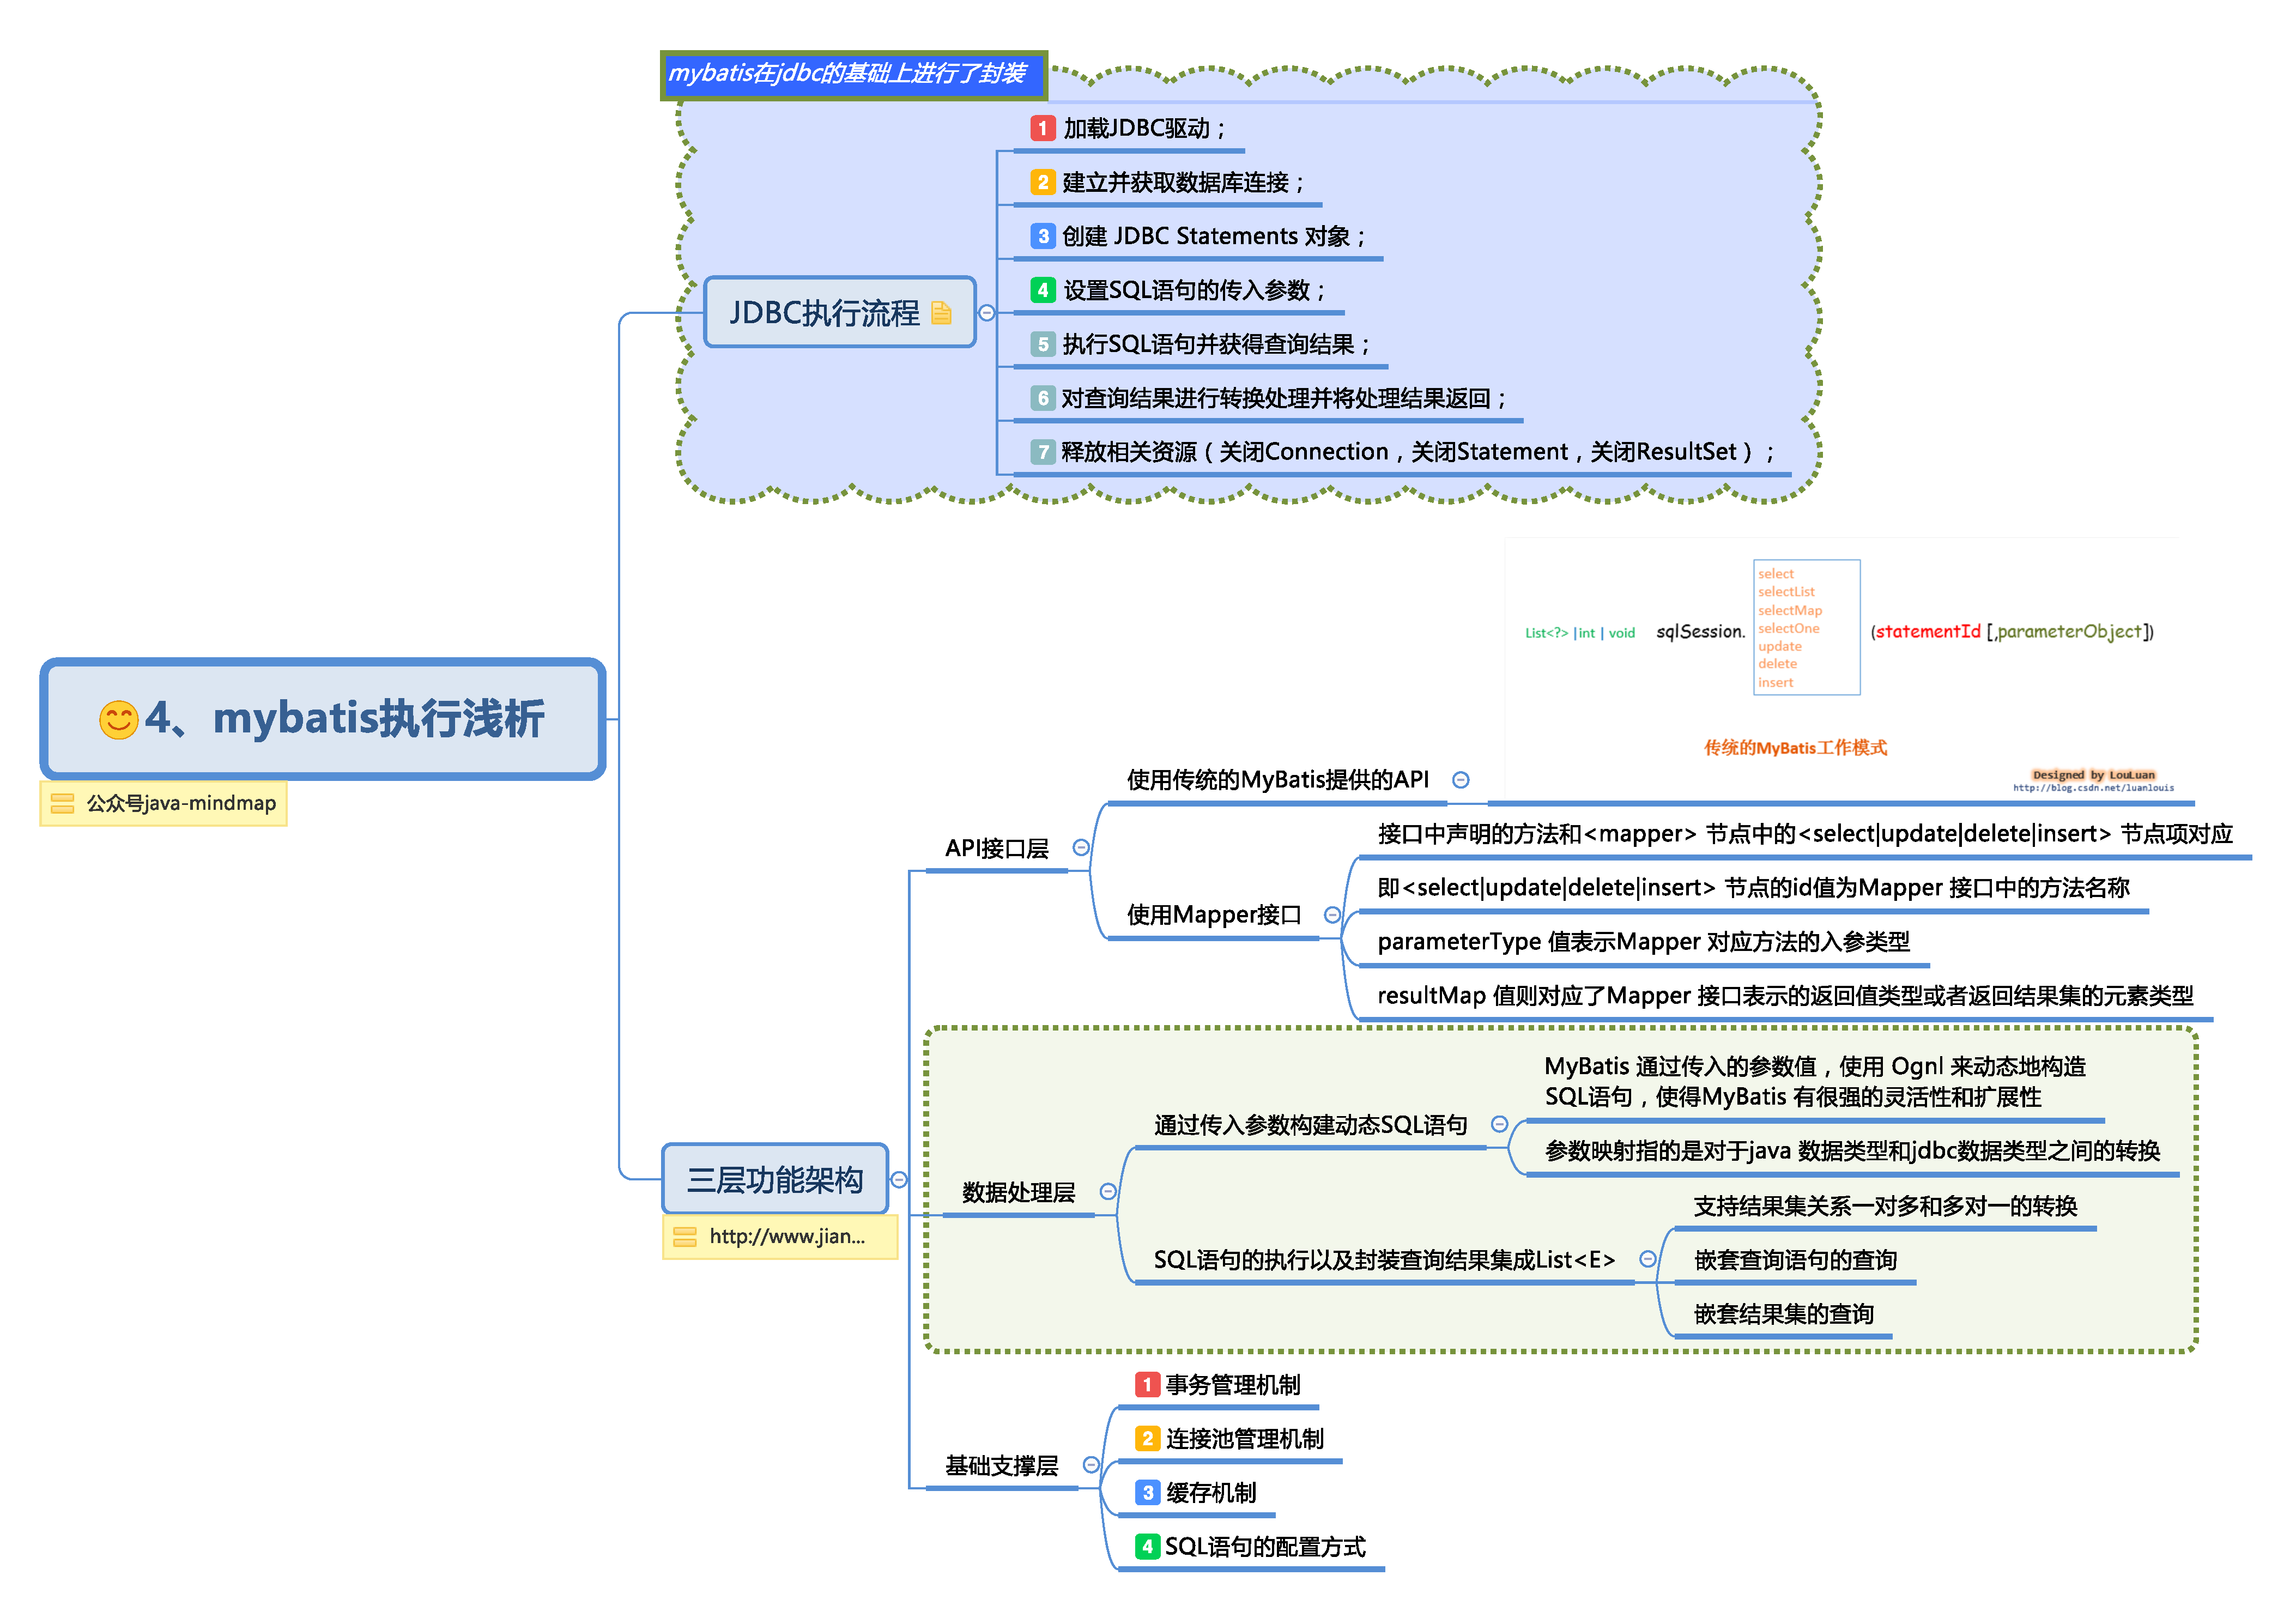 mybatis在jdbc的基础上进行了封装
1 加载JDBC驱动；
2 建立并获取数据库连接；
3 创建 JDBC Statements 对象；
4 设置SQL语句的传入参数；
JDBC执行流程
5 执行SQL语句并获得查询结果；
6 对查询结果进行转换处理并将处理结果返回；
7 释放相关资源（关闭Connection，关闭Statement，关闭ResultSet）；
4、mybatis执行浅析
公众号java-mindmap
select
selectList
selectMap
selectOne
update
delete
insert
List<?> |int | void sqlSession. (statementId [,parameterObject])
传统的MyBatis工作模式
Designed by LouLuan
http://blog.csdn.net/luanlouis
使用传统的MyBatis提供的API
API接口层
使用Mapper接口
接口中声明的方法和<mapper> 节点中的<select|update|delete|insert> 节点项对应
即<select|update|delete|insert> 节点的id值为Mapper 接口中的方法名称
parameterType 值表示Mapper 对应方法的入参类型
resultMap 值则对应了Mapper 接口表示的返回值类型或者返回结果集的元素类型
三层功能架构
http://www.jian...
数据处理层
通过传入参数构建动态SQL语句
MyBatis 通过传入的参数值，使用 Ognl 来动态地构造
SQL语句，使得MyBatis 有很强的灵活性和扩展性
参数映射指的是对于java 数据类型和jdbc数据类型之间的转换
SQL语句的执行以及封装查询结果集成List<E>
支持结果集关系一对多和多对一的转换
嵌套查询语句的查询
嵌套结果集的查询
基础支撑层
1 事务管理机制
2 连接池管理机制
3 缓存机制
4 SQL语句的配置方式